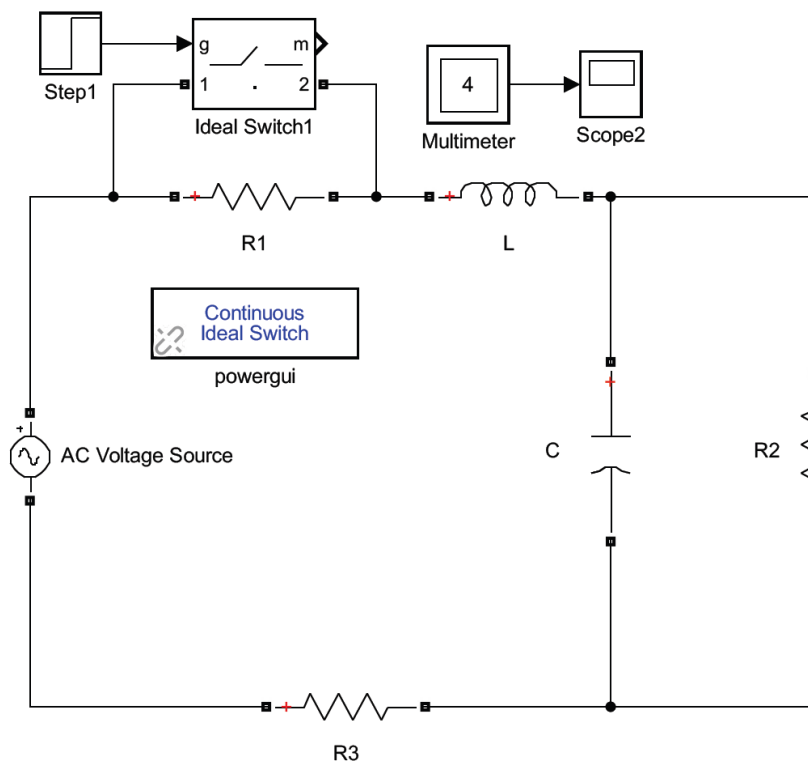 g
m
1
2
.
Step1
Ideal Switch1
4
Multimeter
Scope2
+
R1
+
L
Continuous
Ideal Switch
powergui
+
+
AC Voltage Source
C
R2
+
R3